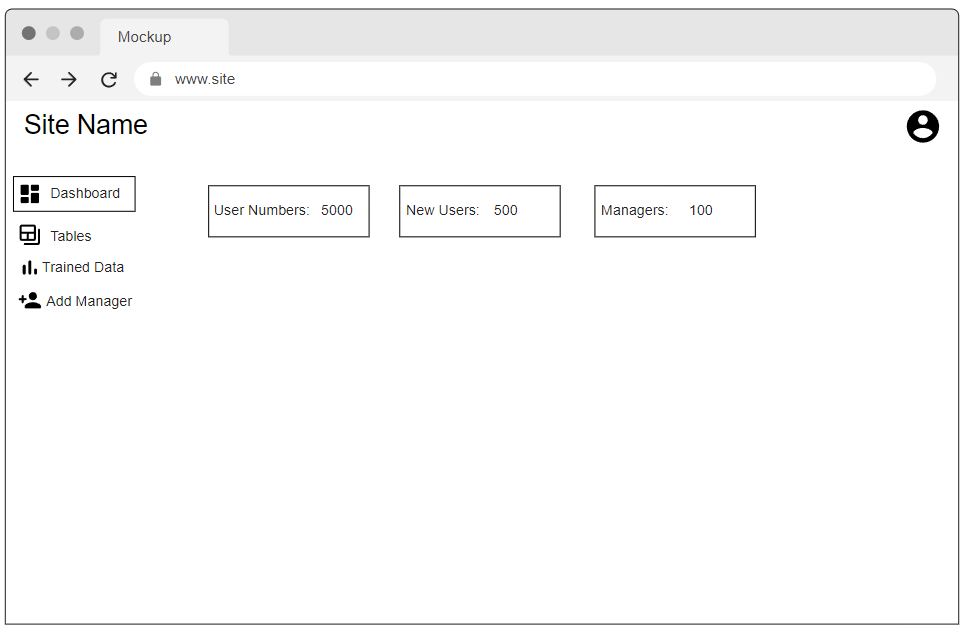 Mockup
www.site
Site Name
Dashboard
User Numbers: 5000
New Users: 500
Managers: 100
Tables
Trained Data
Add Manager